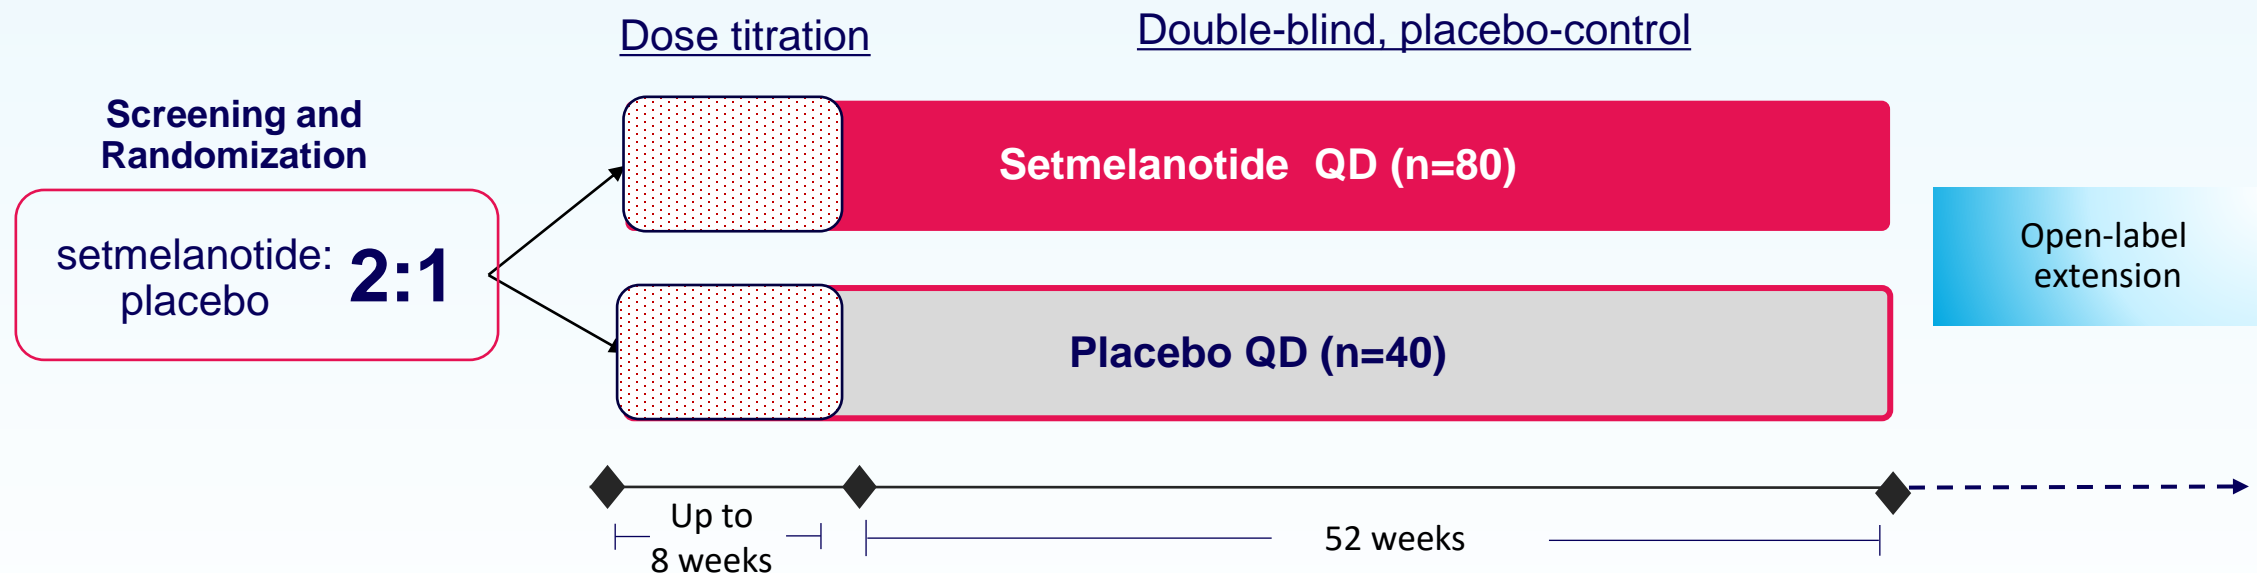 Dose titration
Double-blind, placebo-control
Screening and
Randomization
setmelanotide:
placebo
2:1
Setmelanotide QD (n=80)
Placebo QD (n=40)
Open-label
extension
Up to
8 weeks
52 weeks